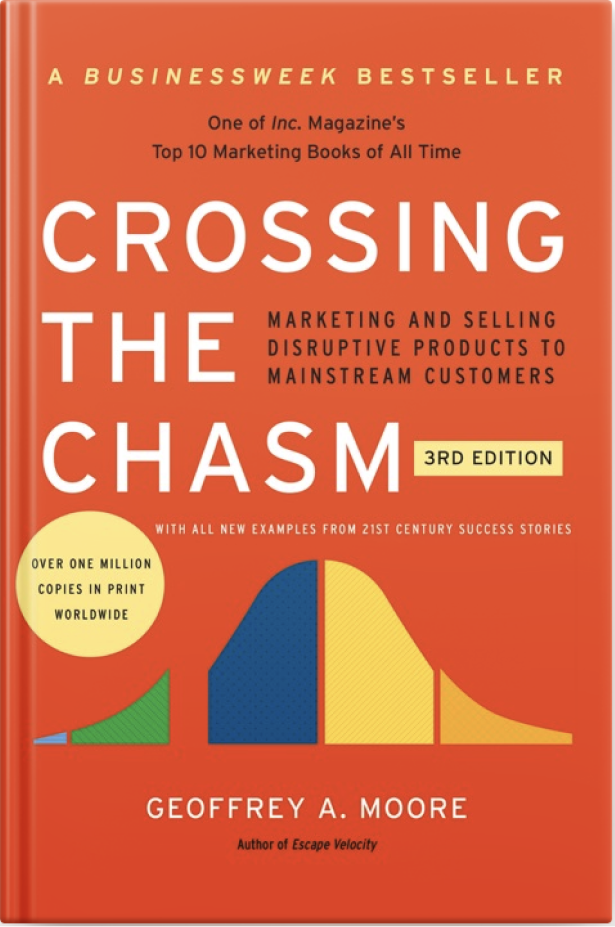 A BUSINESSWEEK BESTSELLER
One of Inc. Magazine's
Top 10 Marketing Books of All Time
CROSSING
THE
MARKETING AND SELLING
DISRUPTIVE PRODUCTS TO
MAINSTREAM CUSTOMERS
CHASM
3RD EDITION
WITH ALL NEW EXAMPLES FROM 21ST CENTURY SUCCESS STORIES
OVER ONE MILLION
COPIES IN PRINT
WORLDWIDE
GEOFFREY A. MOORE
Author of Escape Velocity